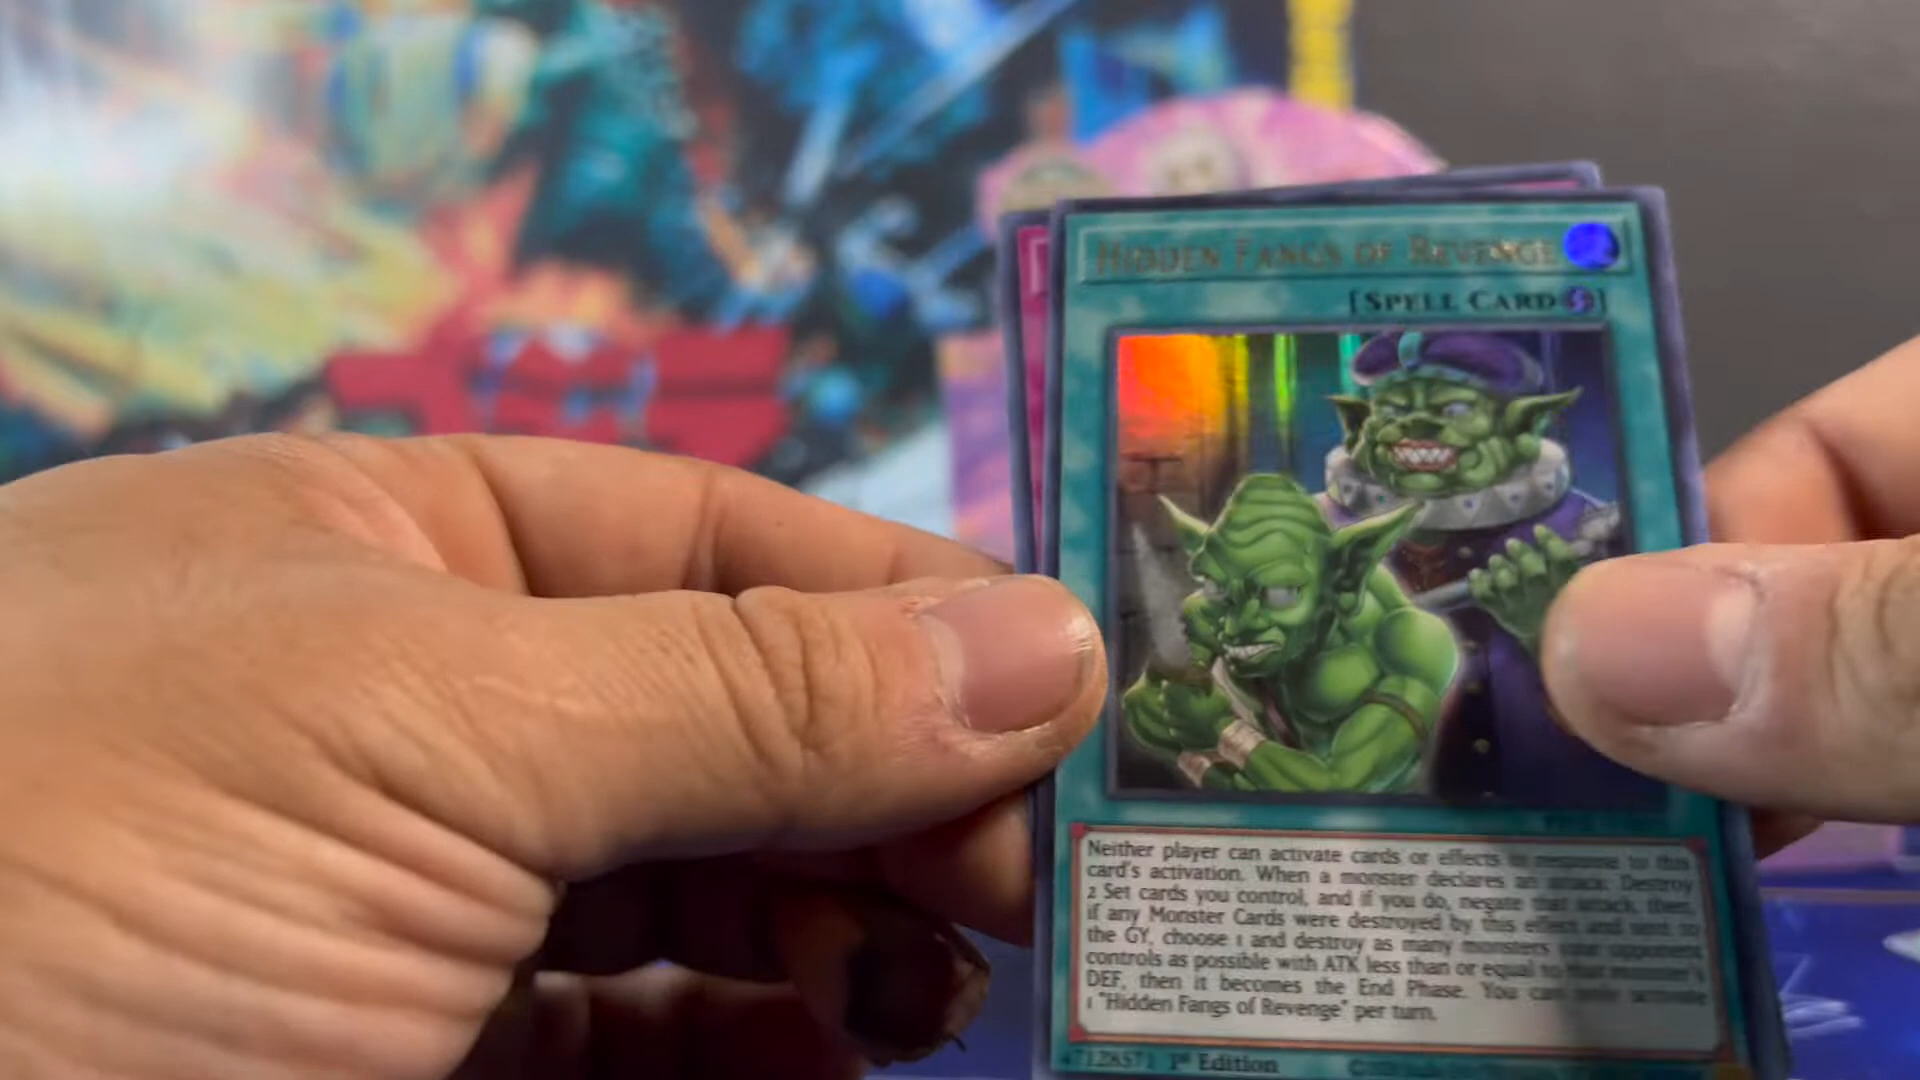 HIDDEN FANGS OF REVENGE
[SPELL CARD]
Neither player can activate cards or effects in response to this
card's activation. When a monster declares an attack: Destroy
2 Set cards you control, and if you do, negate that attack, then,
if any Monster Cards were destroyed by this effect and sent to
the GY, choose 1 and destroy as many monsters your opponent
controls as possible with ATK less than or equal to that monster's
DEF, then it becomes the End Phase. You can only activate
1 "Hidden Fangs of Revenge" per turn.
1st Edition